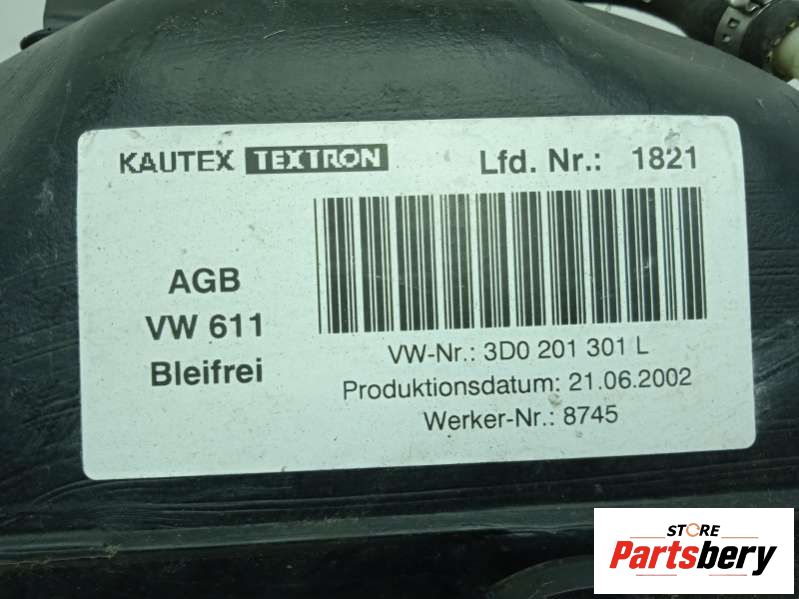 KAUTEX TEXTRON Lfd. Nr.: 1821
AGB
VW 611
Bleifrei
VW-Nr.: 3D0 201 301 L
Produktionsdatum: 21.06.2002
Werker-Nr.: 8745
STORE
Partsbery